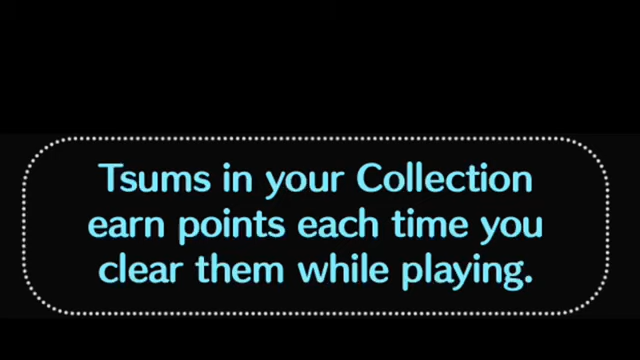 Tsums in your Collection
earn points each time you
clear them while playing.